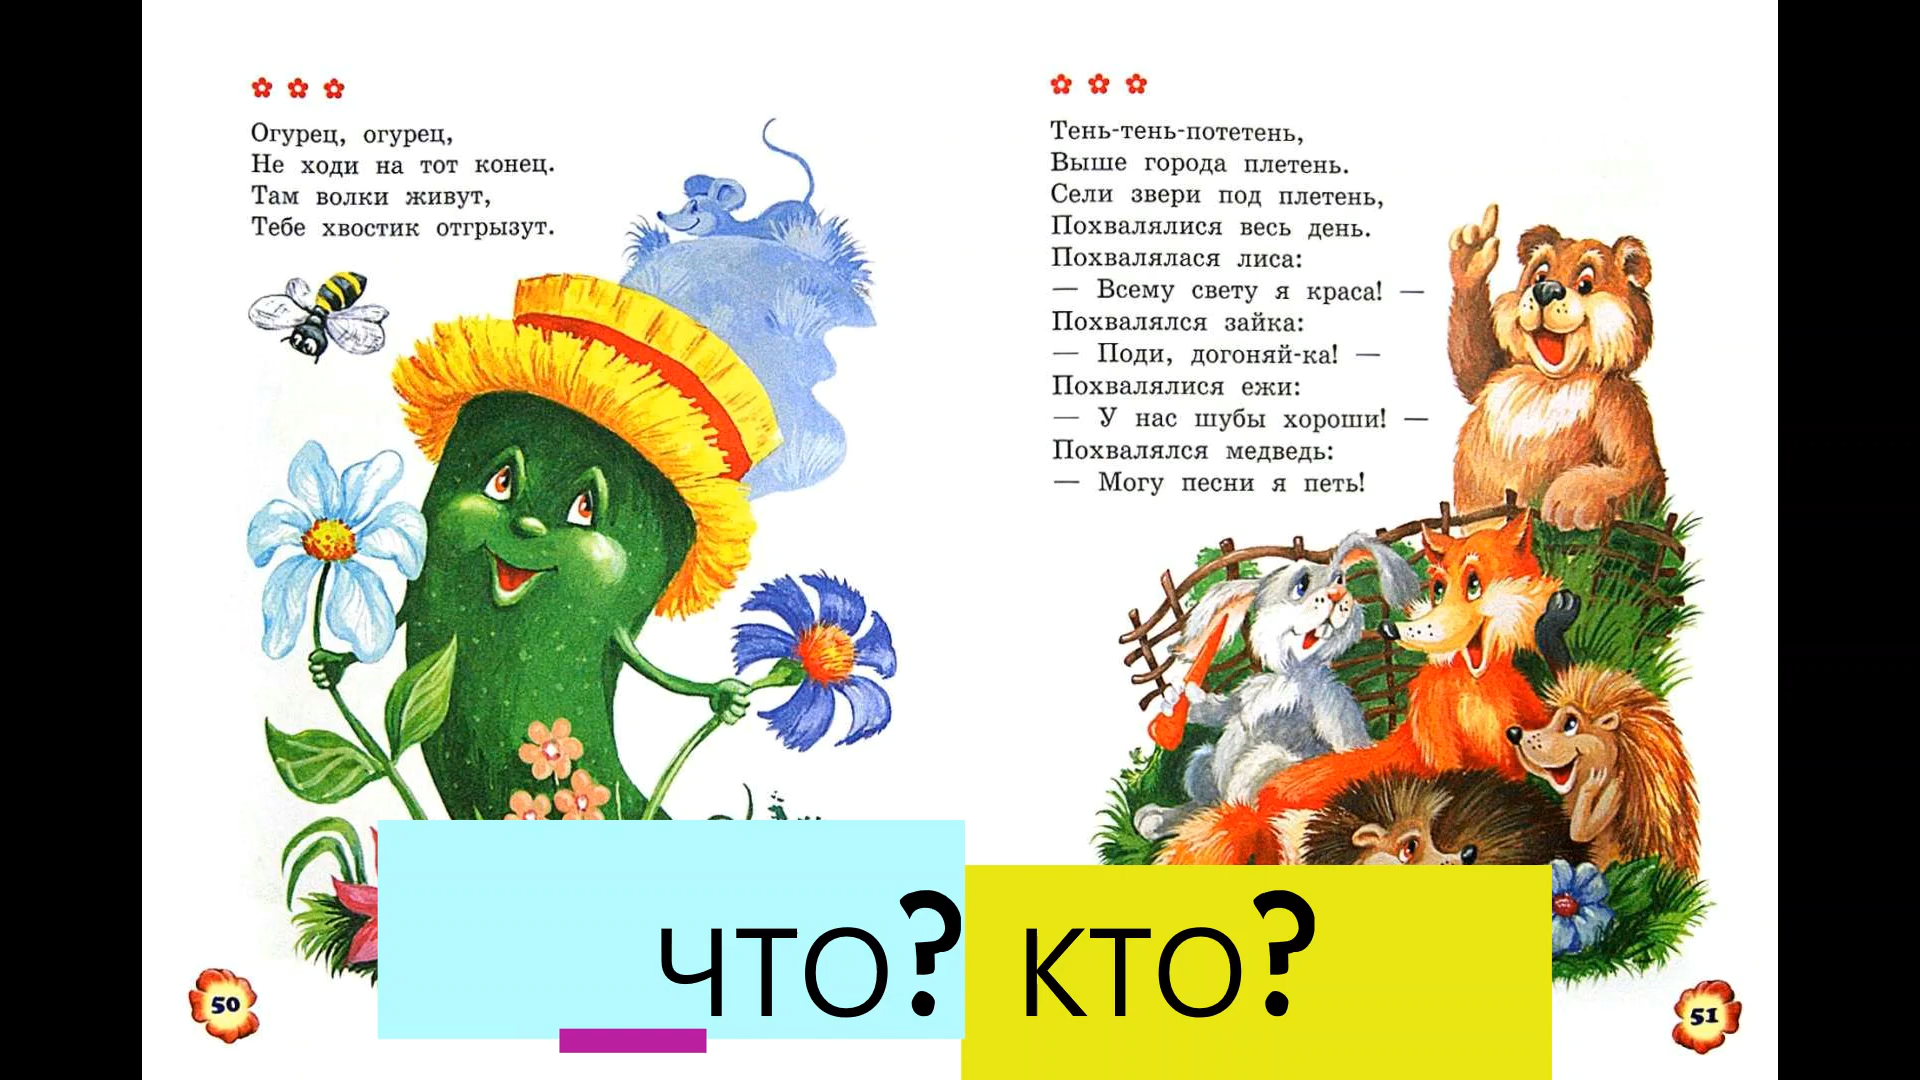 Огурец, огурец,
Не ходи на тот конец.
Там волки живут,
Тебе хвостик отгрызут.
Тень-тень-потетень,
Выше города плетень.
Сели звери под плетень,
Похвалялися весь день.
Похвалялася лиса:
— Всему свету я краса! —
Похвалялся зайка:
— Поди, догоняй-ка! —
Похвалялися ежи:
— У нас шубы хороши! —
Похвалялся медведь:
— Могу песни я петь!
ЧТО? КТО?
50
51